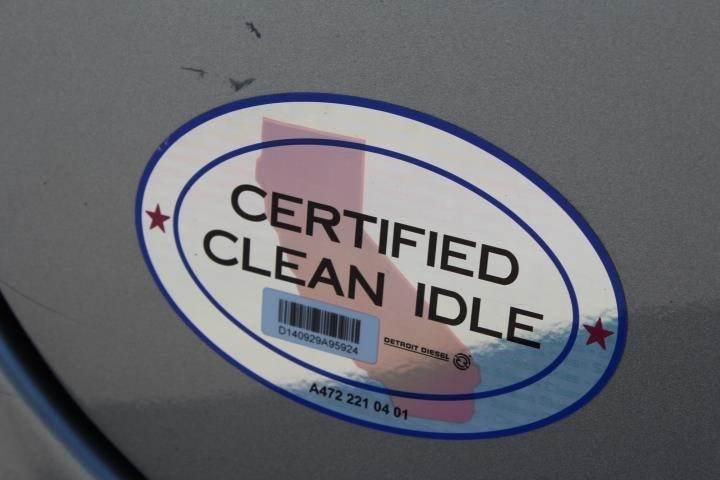 CERTIFIED
CLEAN IDLE
D140929A95924
DETROIT DIESEL
A472 221 04 01